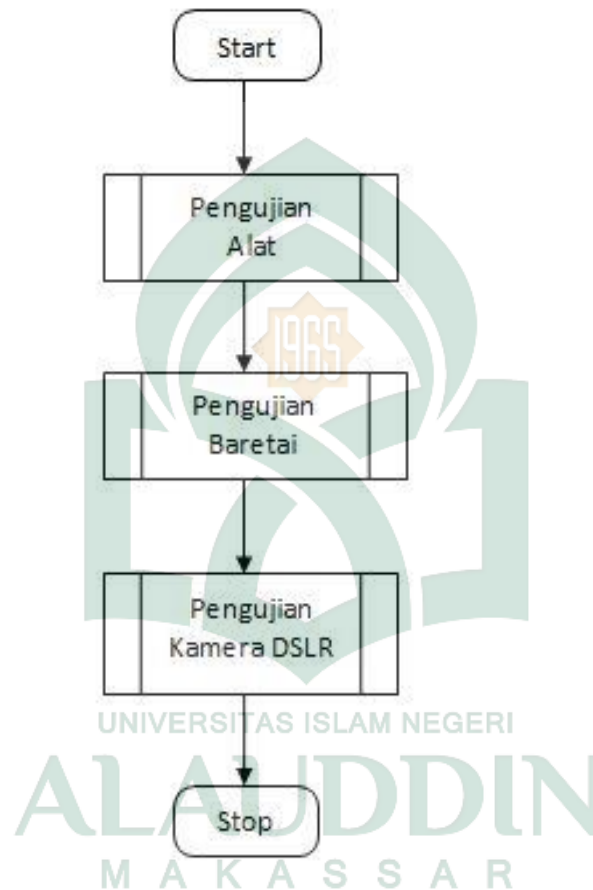 Start
Pengujian
Alat
1965
Pengujian
Baretai
Pengujian
Kamera DSLR
UNIVERSITAS ISLAM NEGERI
ALAUDDIN
Stop
MAKASSAR